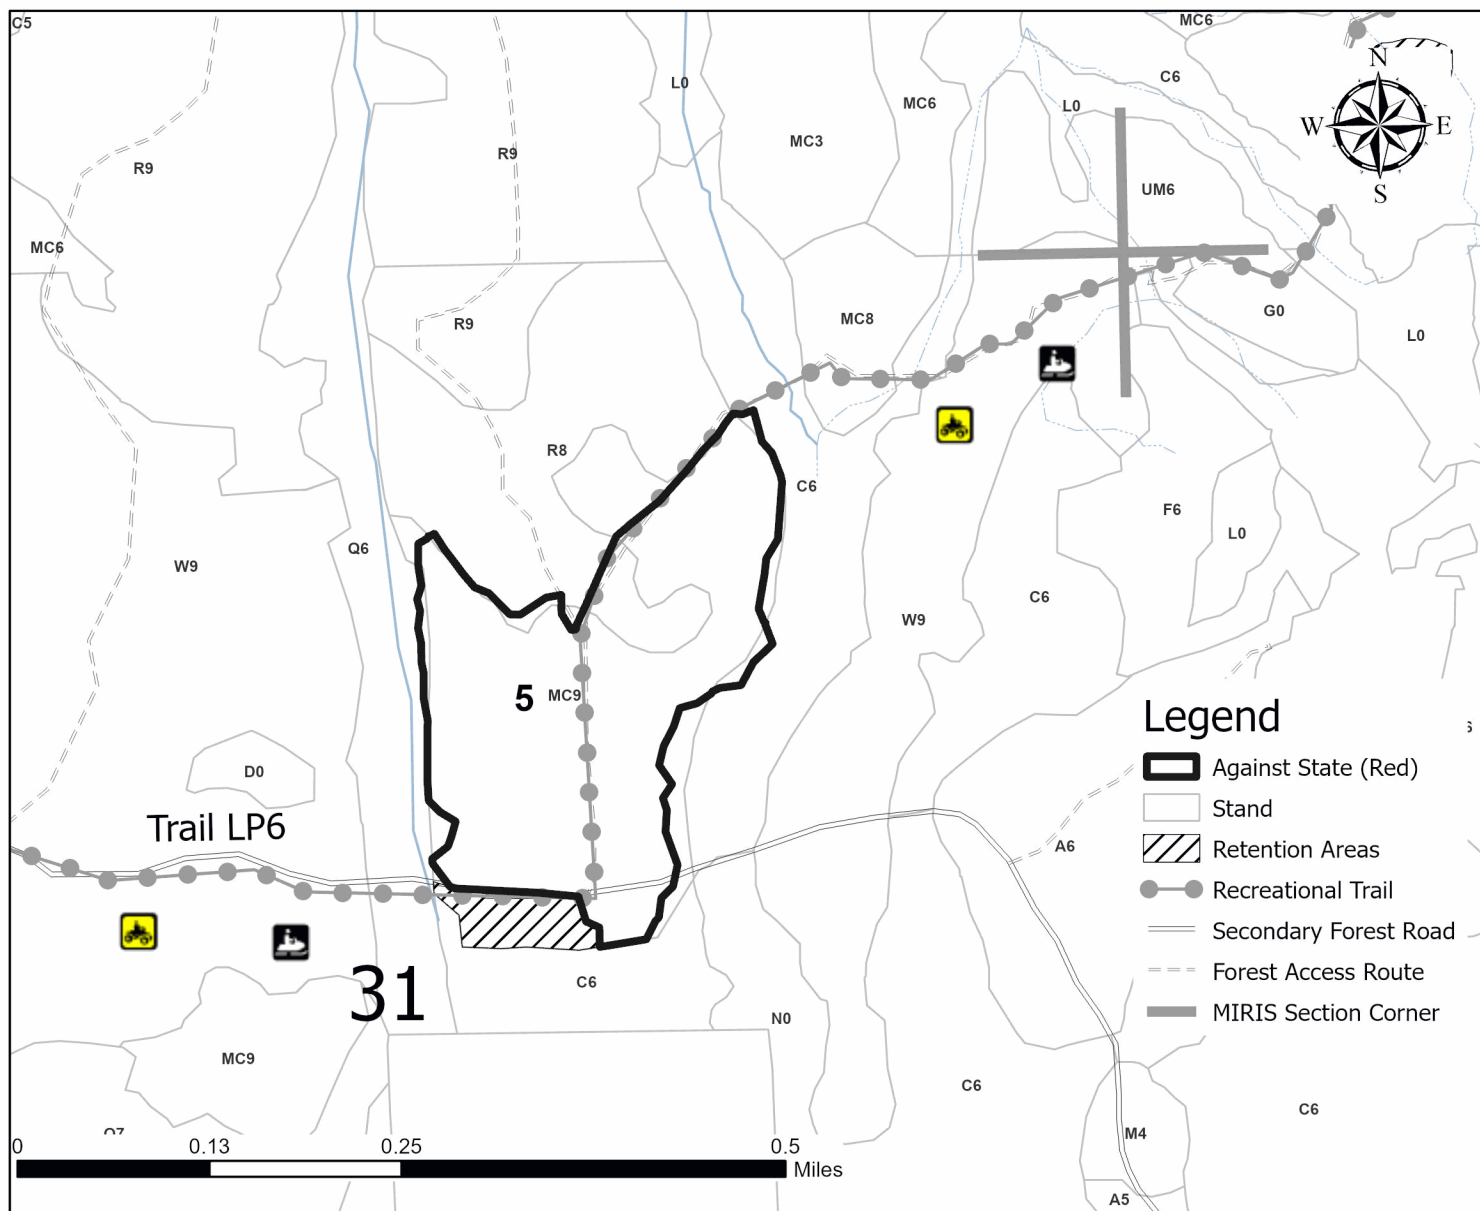 C5
MC6
N
C6
L0
MC6
L0
W
E
MC3
R9
R9
S
UM6
MC6
G0
MC8
R9
L0
R8
C6
F6
L0
Q6
W9
C6
W9
5
MC9
Legend
D0
Against State (Red)
Stand
Trail LP6
A6
Retention Areas
Recreational Trail
Secondary Forest Road
Forest Access Route
C6
31
MIRIS Section Corner
N0
MC9
C6
C6
M4
0
0.13
0.25
0.5
Miles
A5